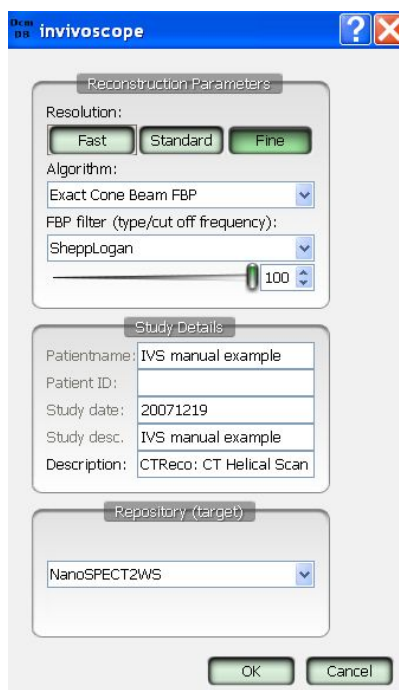 Dcm
DB
invivoscope
Reconstruction Parameters
Resolution:
Fast Standard Fine
Algorithm:
Exact Cone Beam FBP
FBP filter (type/cut off frequency):
SheppLogan
100
Study Details
Patientname: IVS manual example
Patient ID:
Study date: 20071219
Study desc. IVS manual example
Description: CTReco: CT Helical Scan
Repository (target)
NanoSPECT2WS
OK Cancel